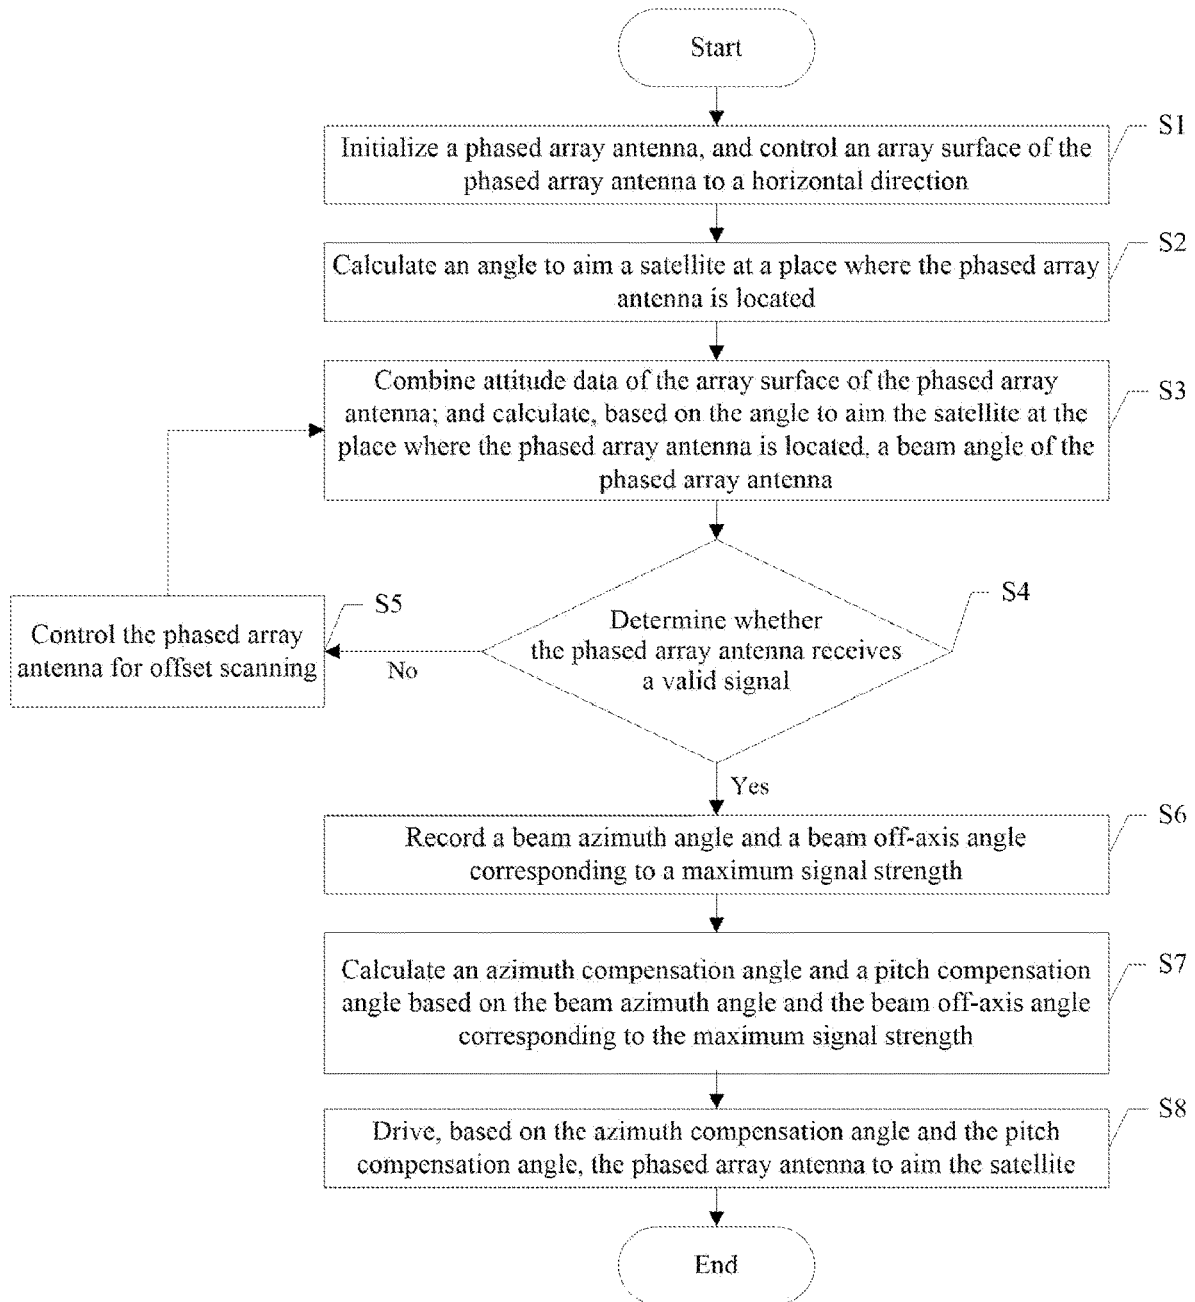 Start
S1
Initialize a phased array antenna, and control an array surface of the
phased array antenna to a horizontal direction
S2
Calculate an angle to aim a satellite at a place where the phased array
antenna is located
Combine attitude data of the array surface of the phased array
antenna; and calculate, based on the angle to aim the satellite at the
place where the phased array antenna is located, a beam angle of the
phased array antenna
S3
S4
Determine whether
the phased array antenna receives
a valid signal
No
S5
Control the phased array
antenna for offset scanning
Yes
S6
Record a beam azimuth angle and a beam off-axis angle
corresponding to a maximum signal strength
S7
Calculate an azimuth compensation angle and a pitch compensation
angle based on the beam azimuth angle and the beam off-axis angle
corresponding to the maximum signal strength
S8
Drive, based on the azimuth compensation angle and the pitch
compensation angle, the phased array antenna to aim the satellite
End